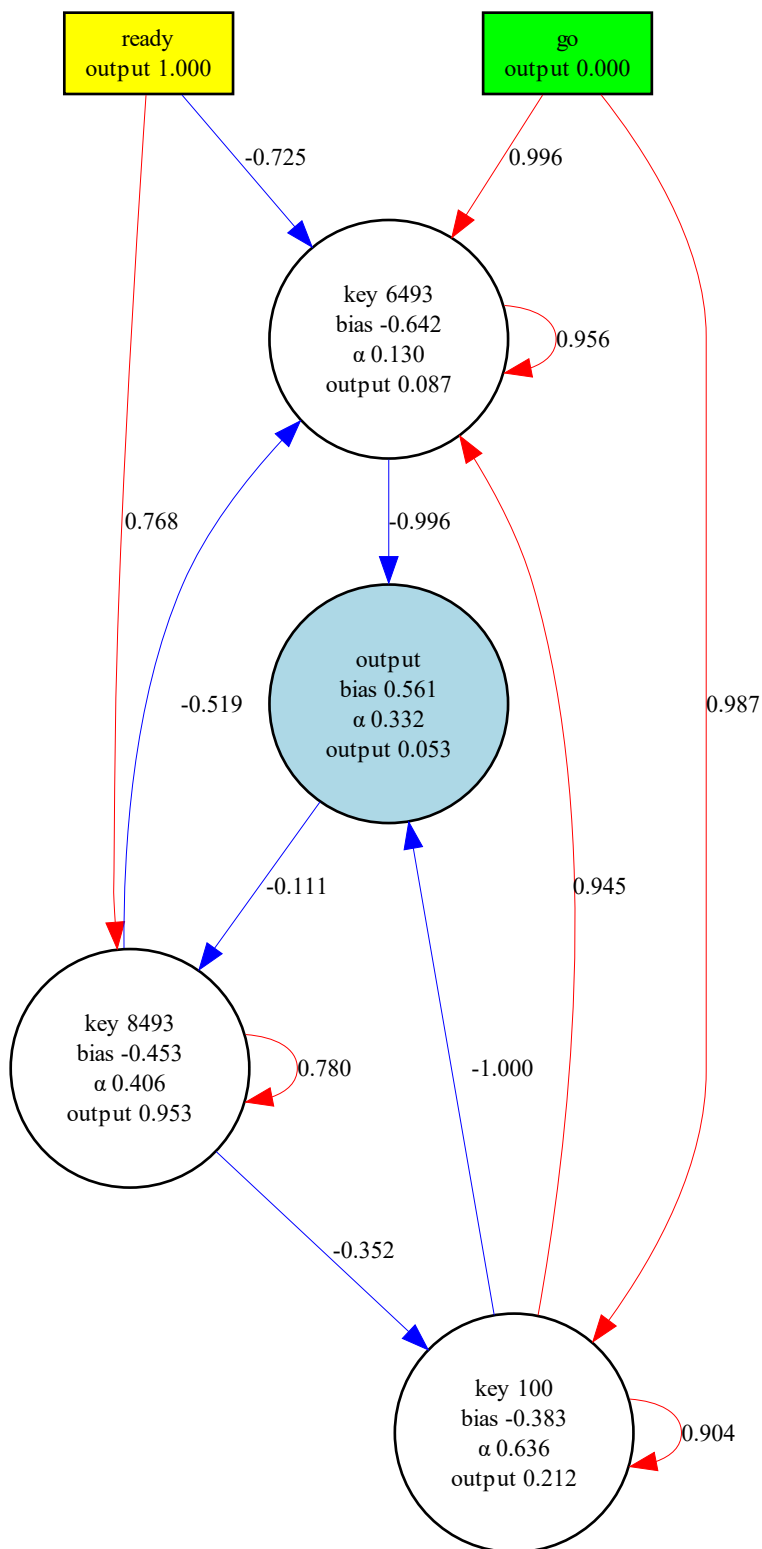 ready
output 1.000
go
output 0.000
-0.725
0.996
key 6493
bias -0.642
α 0.130
output 0.087
0.956
0.768
-0.996
output
bias 0.561
α 0.332
output 0.053
-0.519
0.987
-0.111
0.945
key 8493
bias -0.453
α 0.406
output 0.953
0.780
-1.000
-0.352
key 100
bias -0.383
α 0.636
output 0.212
0.904